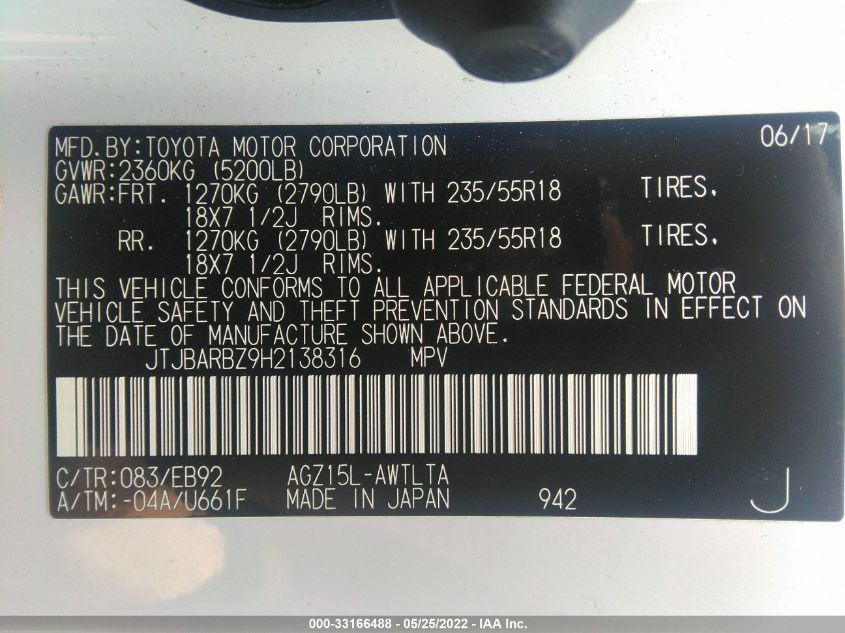 MFD.BY:TOYOTA MOTOR CORPORATION 06/17
GVWR:2360KG (5200LB)
GAWR:FRT. 1270KG (2790LB) WITH 235/55R18 TIRES.
18X7 1/2J RIMS.
RR. 1270KG (2790LB) WITH 235/55R18 TIRES.
18X7 1/2J RIMS.
THIS VEHICLE CONFORMS TO ALL APPLICABLE FEDERAL MOTOR
VEHICLE SAFETY AND THEFT PREVENTION STANDARDS IN EFFECT ON
THE DATE OF MANUFACTURE SHOWN ABOVE.
JTJBARBZ9H2138316 MPV
C/TR:083/EB92 AGZ15L-AWTLTA
A/TM:-04A/U661F MADE IN JAPAN 942 J
000-33166488 - 05/25/2022 - IAA Inc.